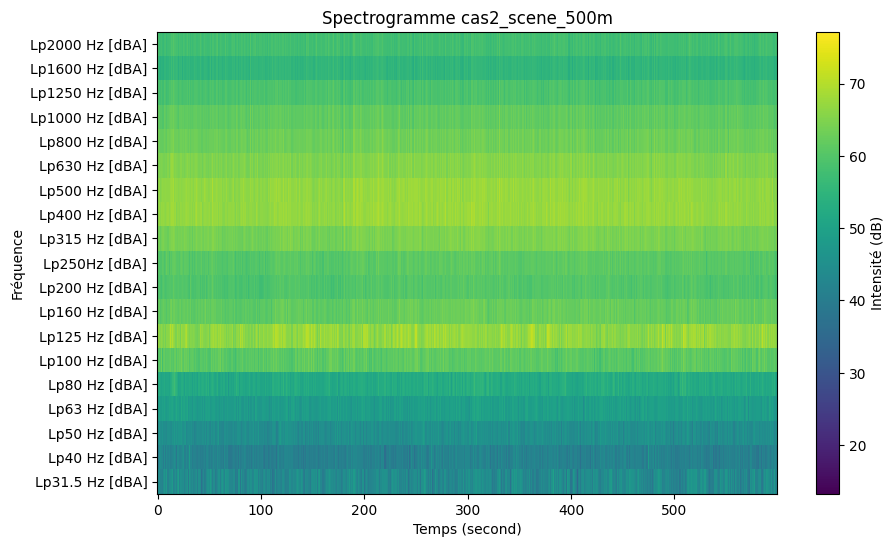 Spectrogramme cas2_scene_500m
Lp2000 Hz [dBA]
Lp1600 Hz [dBA]
Lp1250 Hz [dBA]
Lp1000 Hz [dBA]
Lp800 Hz [dBA]
Lp630 Hz [dBA]
Lp500 Hz [dBA]
Lp400 Hz [dBA]
Lp315 Hz [dBA]
Lp250Hz [dBA]
Lp200 Hz [dBA]
Lp160 Hz [dBA]
Lp125 Hz [dBA]
Lp100 Hz [dBA]
Lp80 Hz [dBA]
Lp63 Hz [dBA]
Lp50 Hz [dBA]
Lp40 Hz [dBA]
Lp31.5 Hz [dBA]
Fréquence
0 100 200 300 400 500
Temps (second)
70
60
50
40
30
20
Intensité (dB)